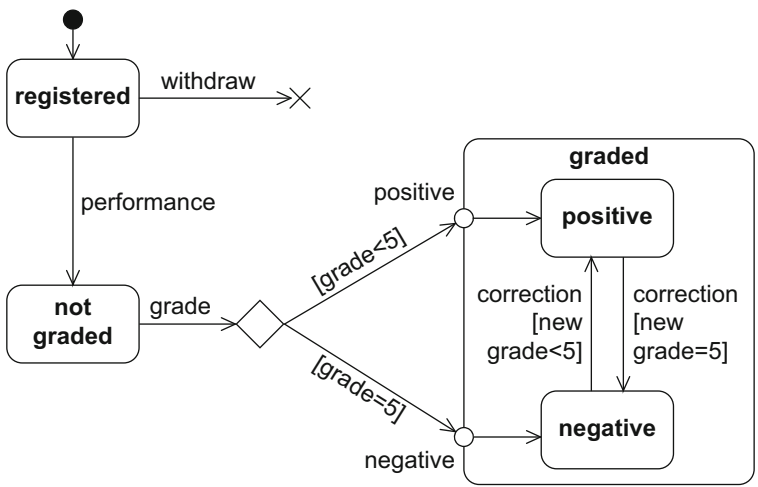 registered
withdraw
performance
not
graded
grade
positive
[grade<5]
[grade=5]
negative
graded
positive
correction
[new
grade<5]
correction
[new
grade=5]
negative